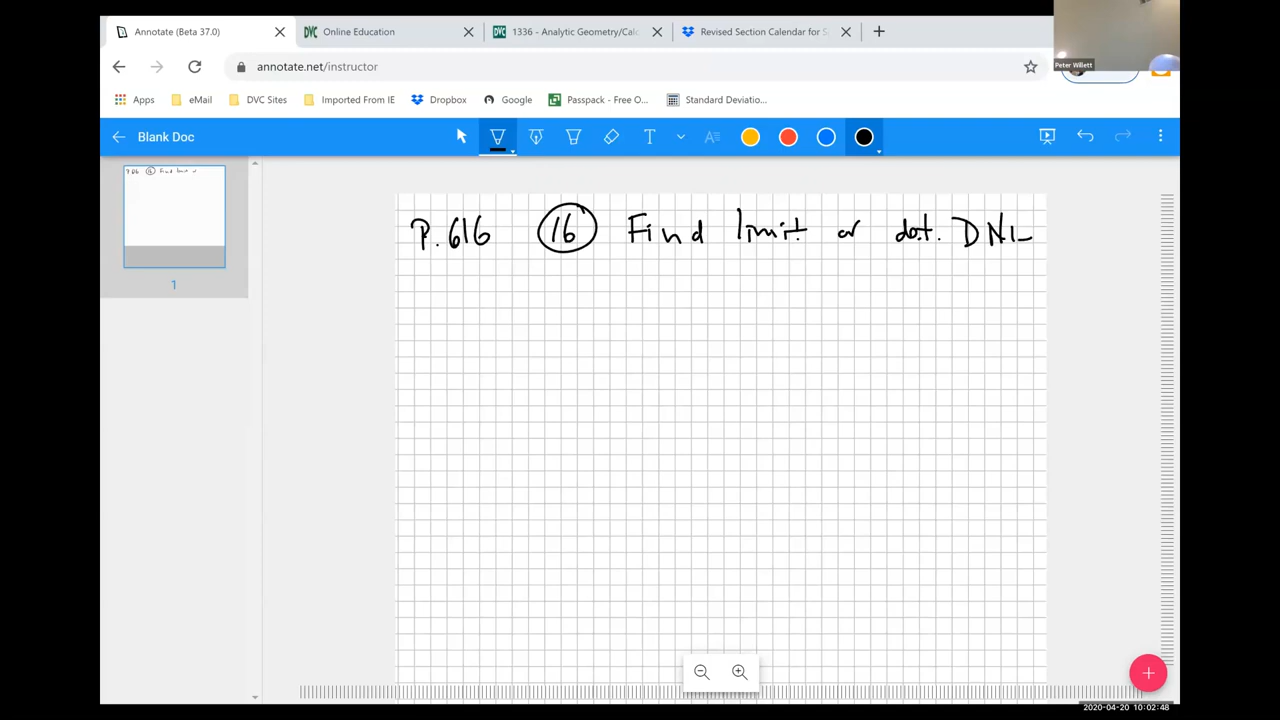 Annotate (Beta 37.0)
Online Education
DVC
1336 - Analytic Geometry/Calc
Revised Section Calendar for S
annotate.net/instructor
Peter Willett
Apps
eMail
DVC Sites
Imported From IE
Dropbox
Google
Passpack - Free O...
Standard Deviatio...
Blank Doc
T
A
P. 616 16 Find limit or det. DNE
1
2020-04-20 10:02:48